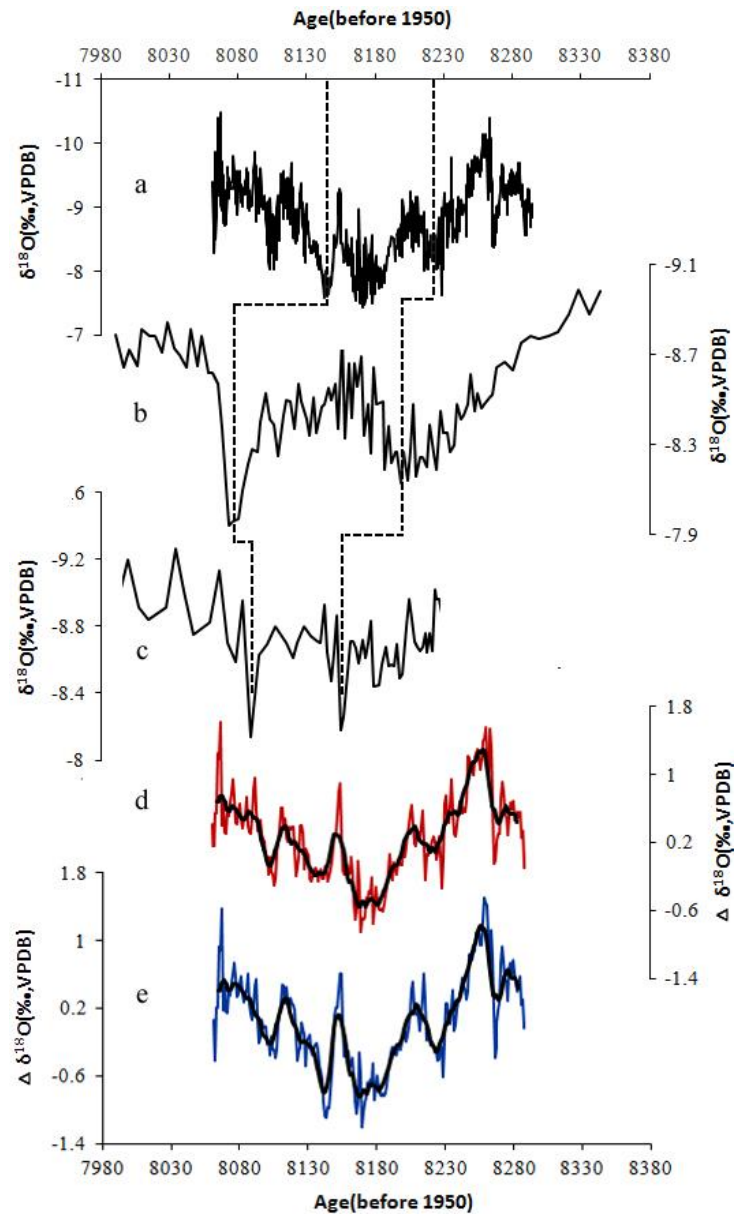 Age(before 1950)
7980 8030 8080 8130 8180 8230 8280 8330 8380
-11
-10
-9
-8
-7
δ¹⁸O(‰,VPDB)
a
-9.1
-8.7
-8.3
-7.9
δ¹⁸O(‰,VPDB)
b
.6
-9.2
-8.8
-8.4
-8
δ¹⁸O(‰,VPDB)
c
1.8
1
0.2
-0.6
-1.4
Δ δ¹⁸O(‰,VPDB)
d
1.8
1
0.2
-0.6
-1.4
Δ δ¹⁸O(‰,VPDB)
e
7980 8030 8080 8130 8180 8230 8280 8330 8380
Age(before 1950)